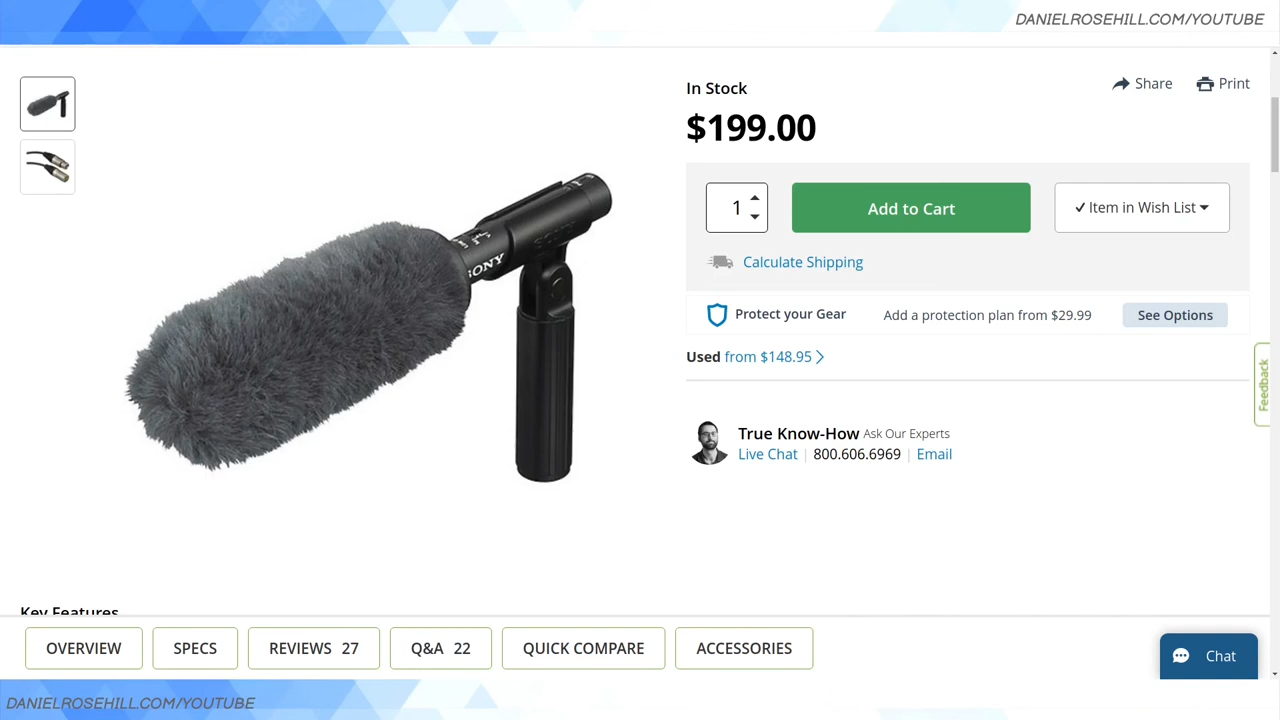 DANIELROSEHILL.COM/YOUTUBE
In Stock
Share
Print
$199.00
1
Add to Cart
✓ Item in Wish List
Calculate Shipping
Protect your Gear
Add a protection plan from $29.99
See Options
Used from $148.95
Feedback
True Know-How Ask Our Experts
Live Chat | 800.606.6969 | Email
SONY
Key Features
OVERVIEW
SPECS
REVIEWS 27
Q&A 22
QUICK COMPARE
ACCESSORIES
Chat
DANIELROSEHILL.COM/YOUTUBE